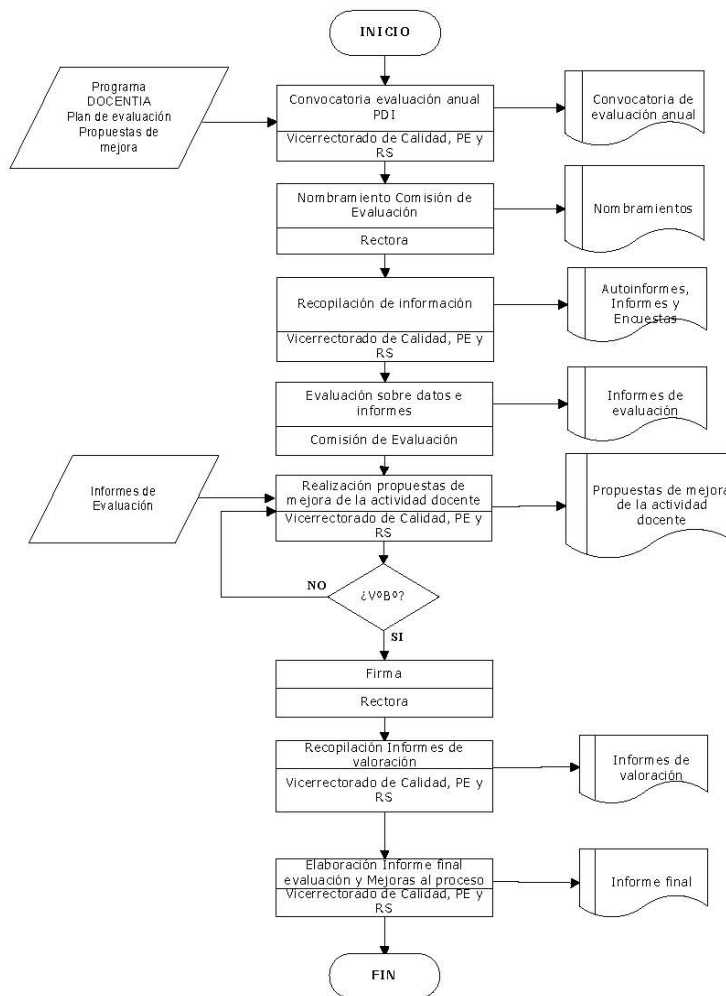 INICIO
Programa
DOCENTIA
Plan de evaluación
Propuestas de
mejora
Convocatoria evaluación anual
PDI
Vicerrectorado de Calidad, PE y
RS
Convocatoria de
evaluación anual
Nombramiento Comisión de
Evaluación
Rectora
Nombramientos
Recopilación de información
Vicerrectorado de Calidad, PE y
RS
Autoinformes,
Informes y
Encuestas
Evaluación sobre datos e
informes
Comisión de Evaluación
Informes de
evaluación
Informes de
Evaluación
Realización propuestas de
mejora de la actividad docente
Vicerrectorado de Calidad, PE y
RS
Propuestas de mejora
de la actividad
docente
NO
¿VºBº?
SI
Firma
Rectora
Recopilación Informes de
valoración
Vicerrectorado de Calidad, PE y
RS
Informes de
valoración
Elaboración Informe final
evaluación y Mejoras al proceso
Vicerrectorado de Calidad, PE y
RS
Informe final
FIN